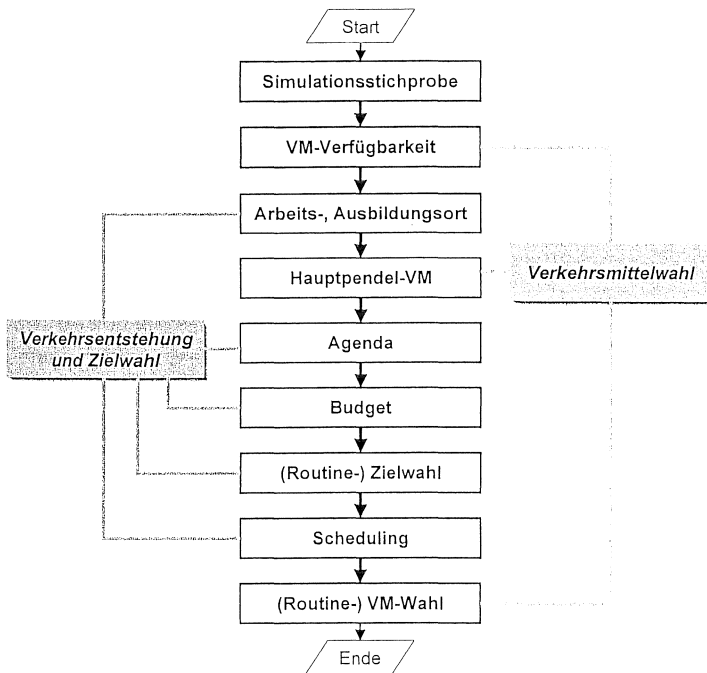 Start
Simulationsstichprobe
VM-Verfügbarkeit
Arbeits-, Ausbildungsort
Hauptpendel-VM
Verkehrsmittelwahl
Verkehrsentstehung
und Zielwahl
Agenda
Budget
(Routine-) Zielwahl
Scheduling
(Routine-) VM-Wahl
Ende